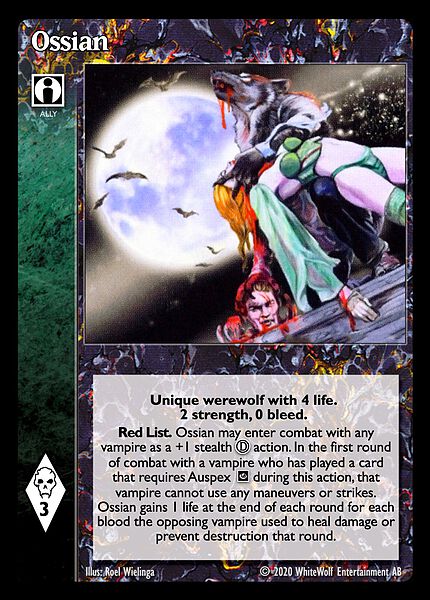 Ossian
ALLY
Unique werewolf with 4 life.
2 strength, 0 bleed.
Red List. Ossian may enter combat with any
vampire as a +1 stealth Ⓓ action. In the first round
of combat with a vampire who has played a card
that requires Auspex during this action, that
vampire cannot use any maneuvers or strikes.
Ossian gains 1 life at the end of each round for each
blood the opposing vampire used to heal damage or
prevent destruction that round.
3
Illus: Roel Wielinga
© 2020 WhiteWolf Entertainment AB